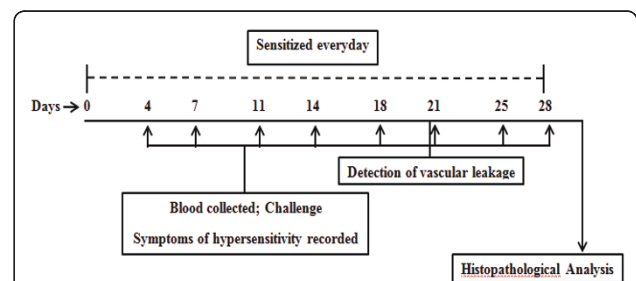 Sensitized everyday
Days 0 4 7 11 14 18 21 25 28
Detection of vascular leakage
Blood collected; Challenge
Symptoms of hypersensitivity recorded
Histopathological Analysis